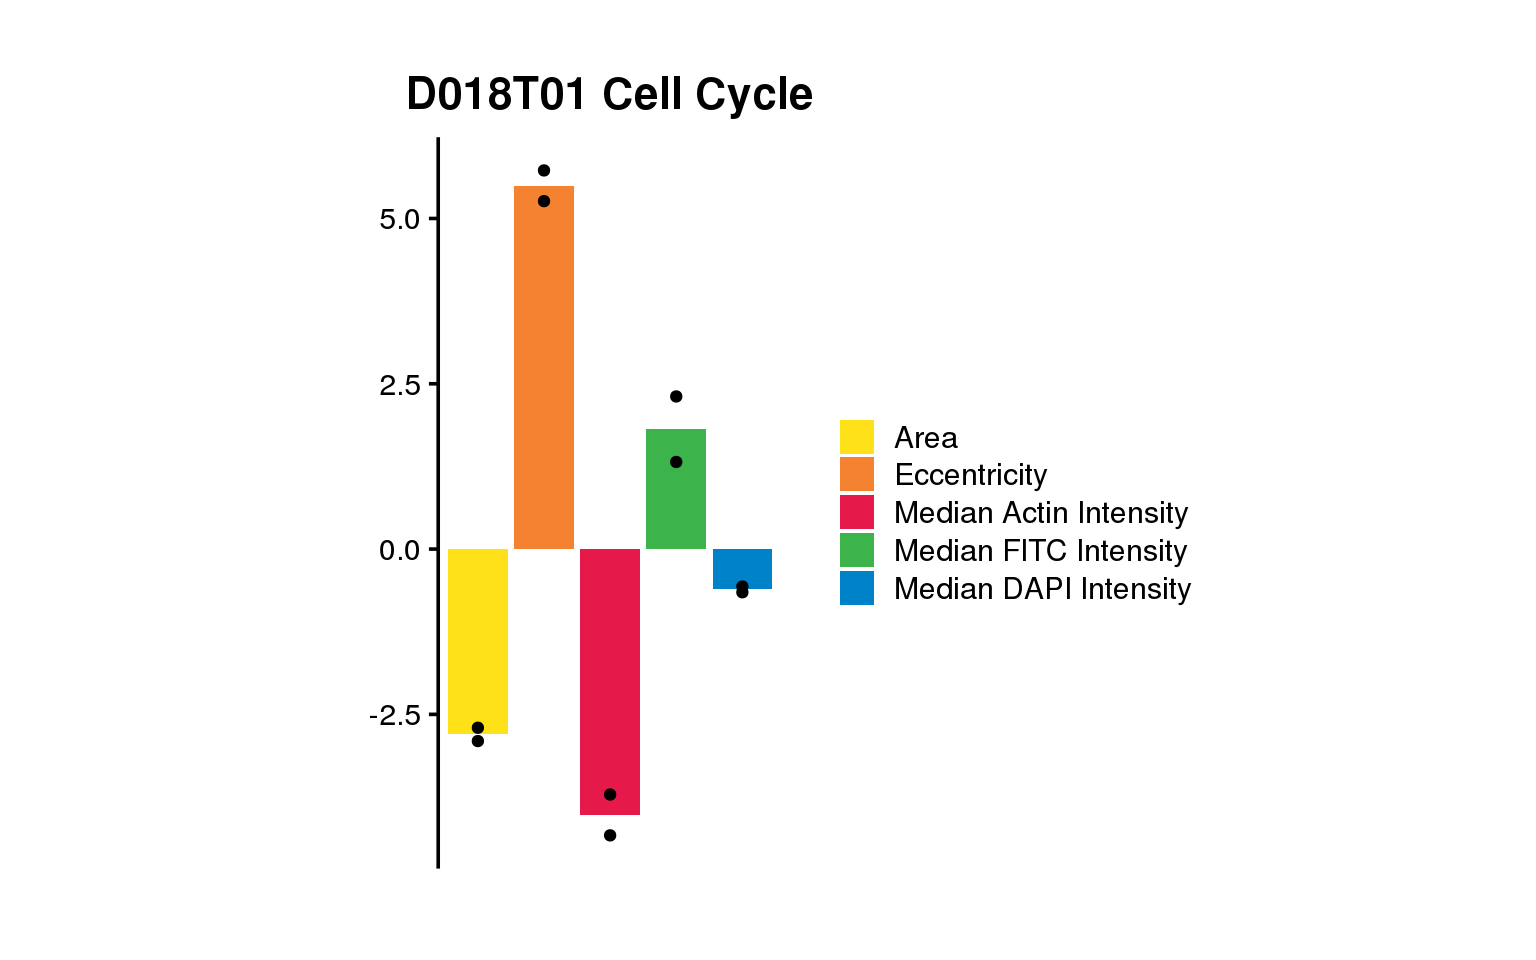 D018T01 Cell Cycle
5.0
2.5
0.0
-2.5
Area
Eccentricity
Median Actin Intensity
Median FITC Intensity
Median DAPI Intensity